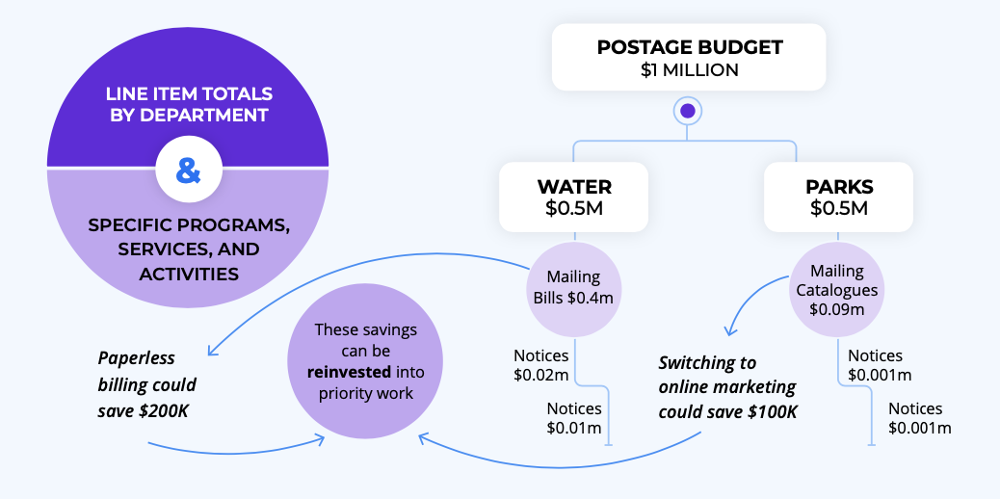 LINE ITEM TOTALS
BY DEPARTMENT
&
SPECIFIC PROGRAMS,
SERVICES, AND
ACTIVITIES
POSTAGE BUDGET
$1 MILLION
WATER
$0.5M
PARKS
$0.5M
Mailing
Bills $0.4m
Mailing
Catalogues
$0.09m
Notices
$0.02m
Notices
$0.01m
Notices
$0.001m
Notices
$0.001m
Paperless
billing could
save $200K
These savings
can be
reinvested into
priority work
Switching to
online marketing
could save $100K